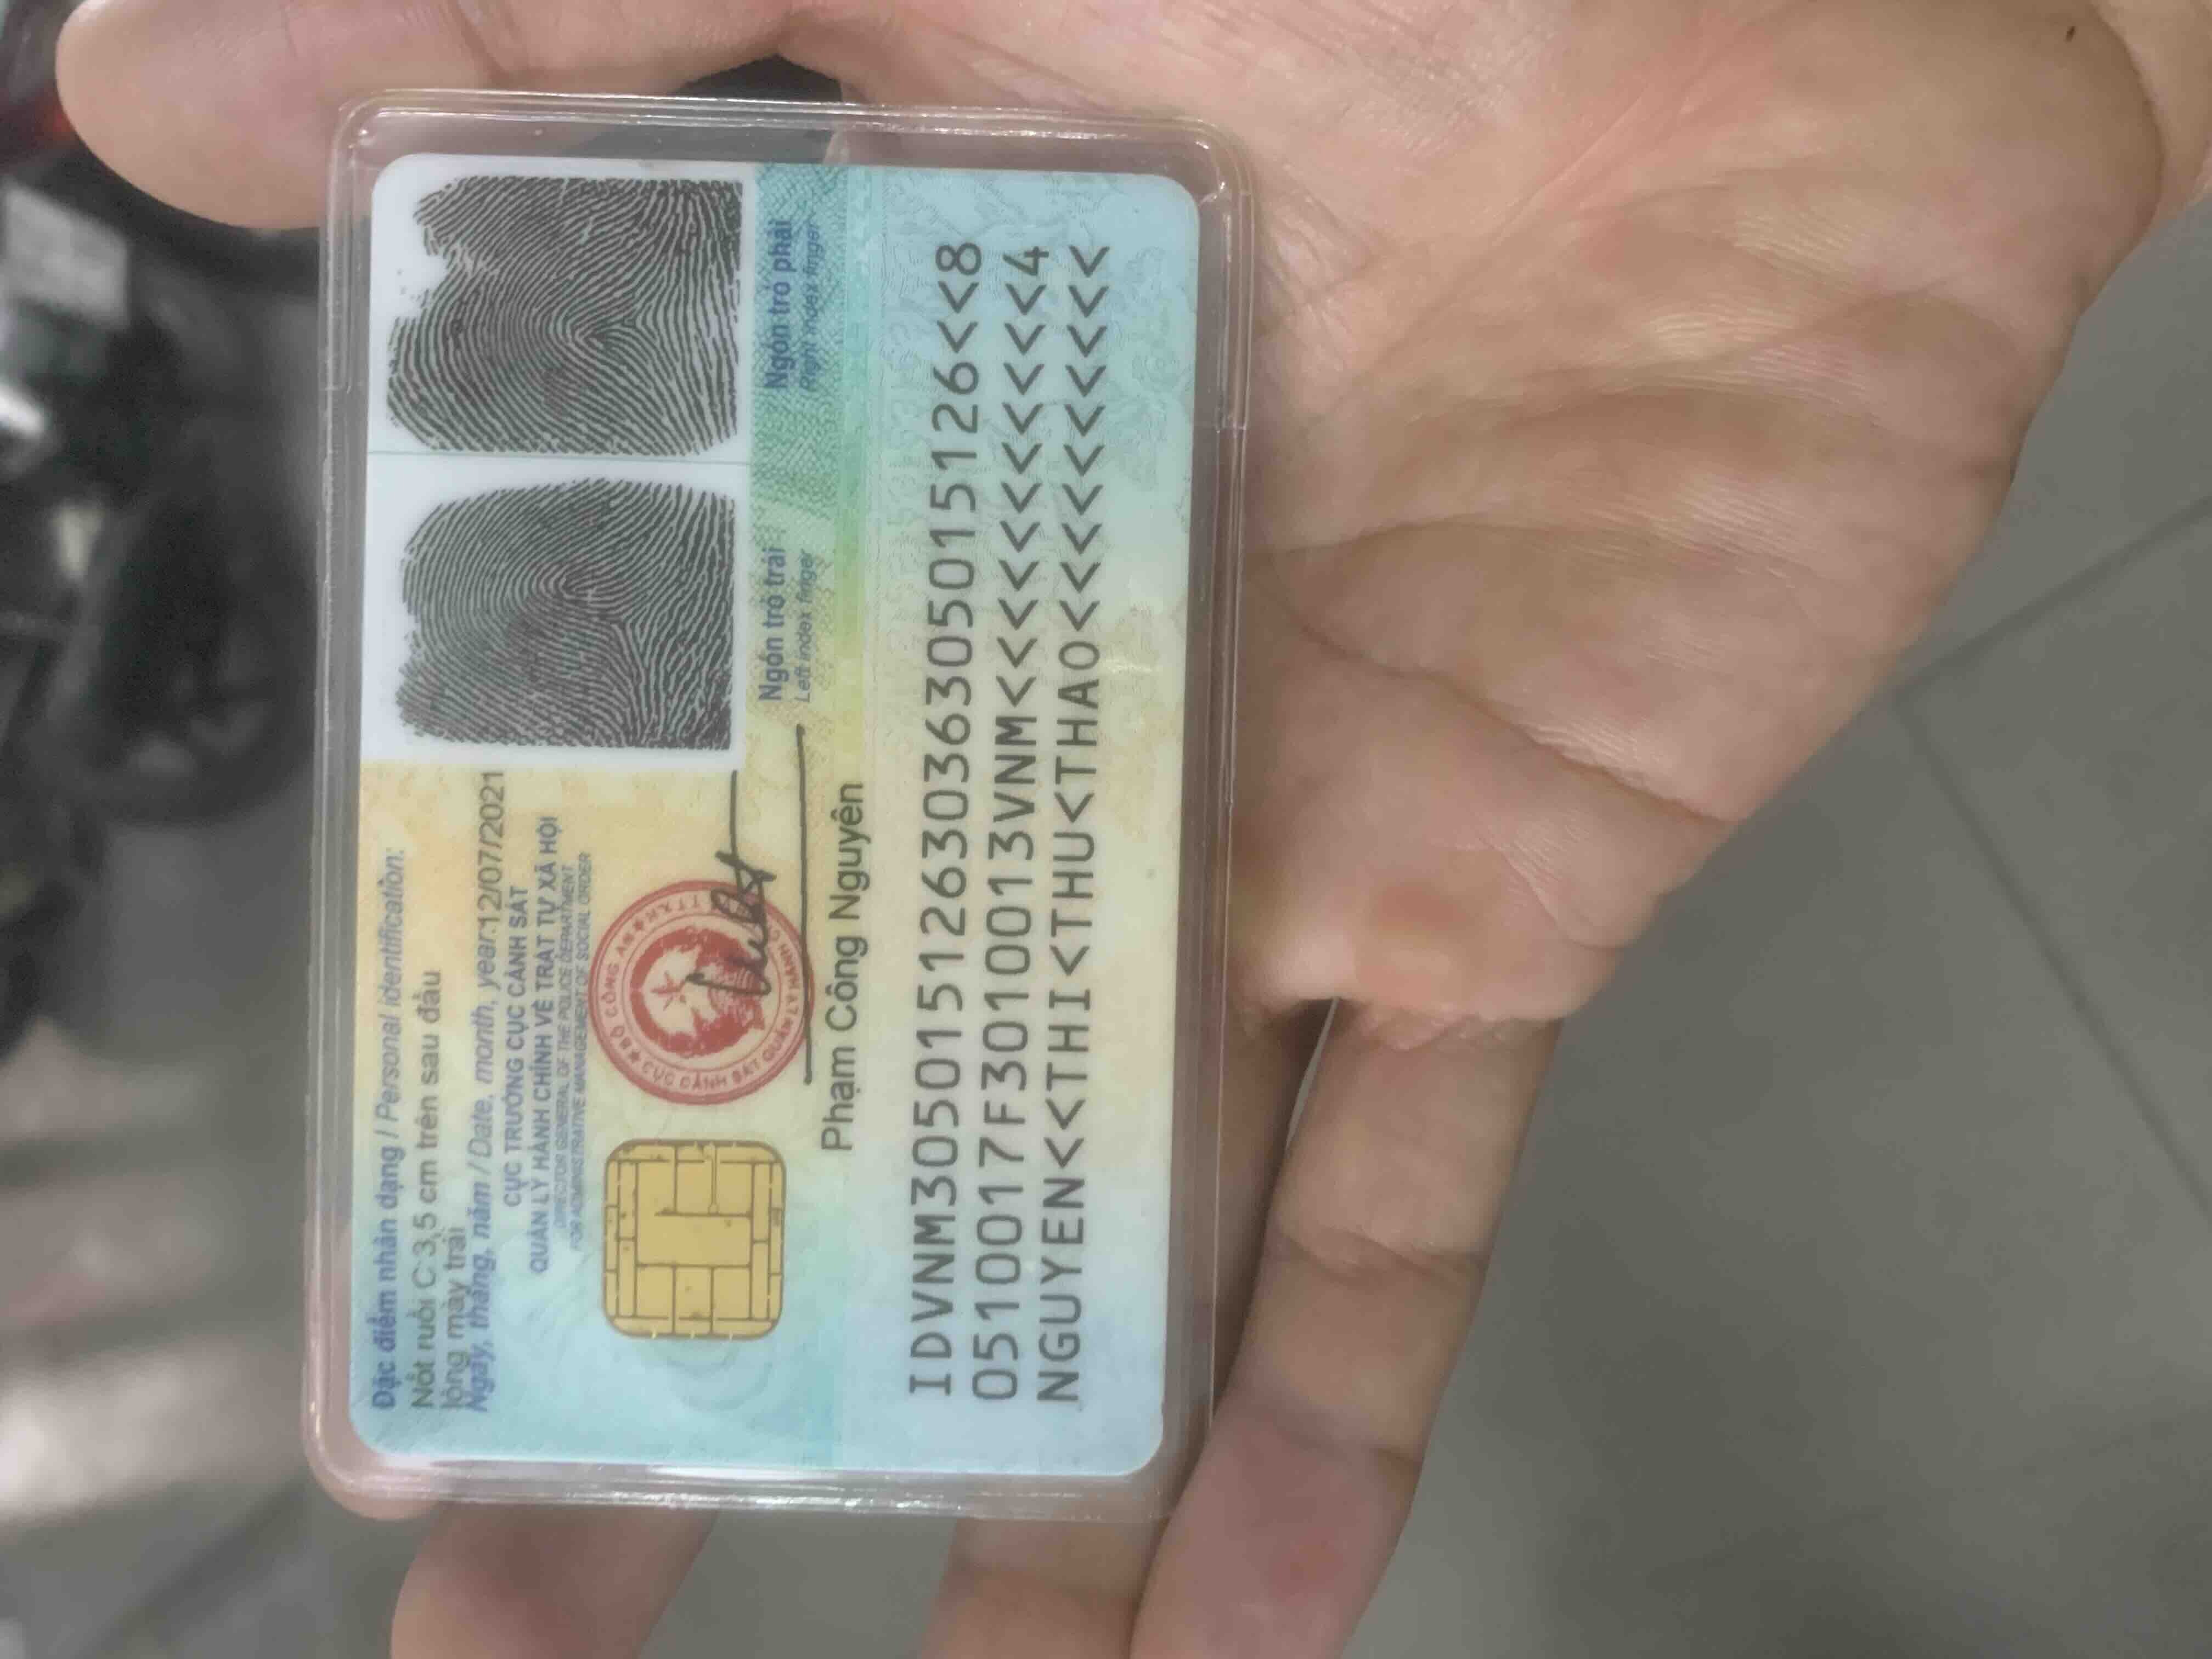 Đặc điểm nhân dạng / Personal identification:
Nốt ruồi C:3,5 cm trên sau đầu
lông mày trái
Ngày, tháng, năm / Date, month, year:12/07/2021
CỤC TRƯỞNG CỤC CẢNH SÁT
QUẢN LÝ HÀNH CHÍNH VỀ TRẬT TỰ XÃ HỘI
DIRECTOR GENERAL OF THE POLICE DEPARTMENT
FOR ADMINISTRATIVE MANAGEMENT OF SOCIAL ORDER
Phạm Công Nguyên
Ngón trỏ trái
Left index finger
Ngón trỏ phải
Right index finger
IDVNM3050151263036305015126<<8
0510017F3010013VNM<<<<<<<<<<<4
NGUYEN<<THI<THU<THAO<<<<<<<<<<